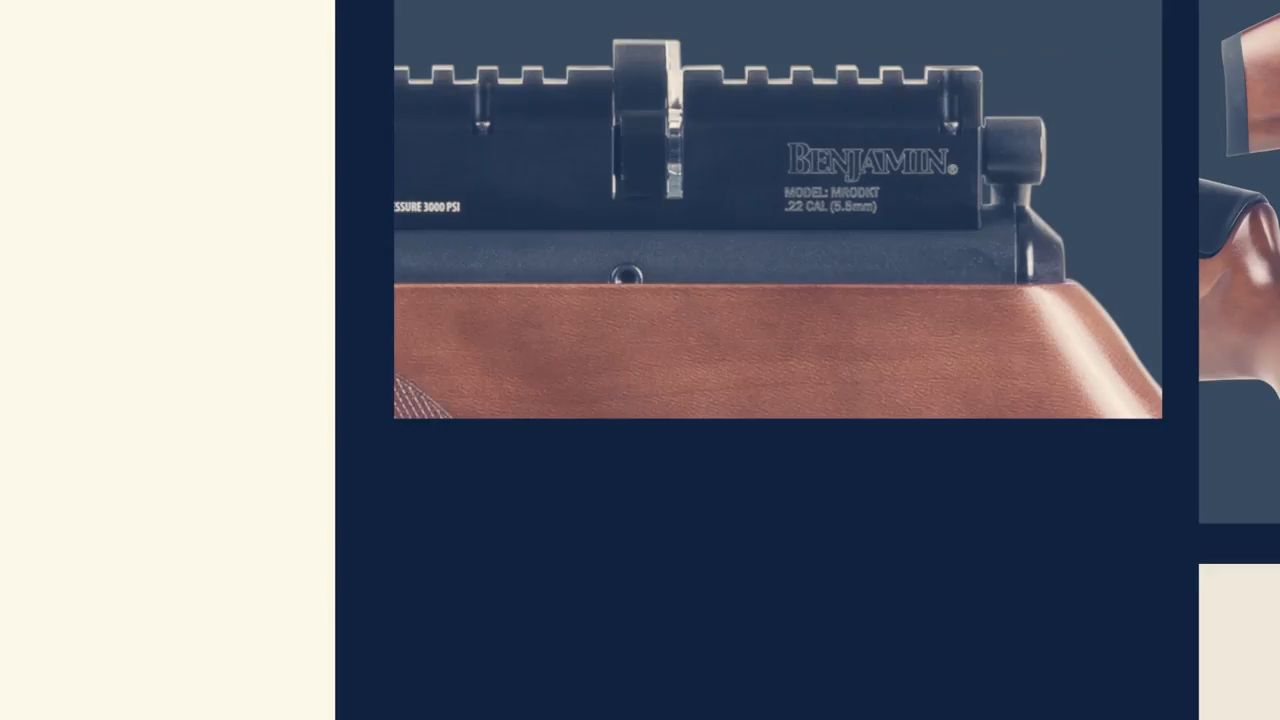 BENJAMIN®
MODEL: MRODKT
.22 CAL (5.5mm)
SSURE 3000 PSI